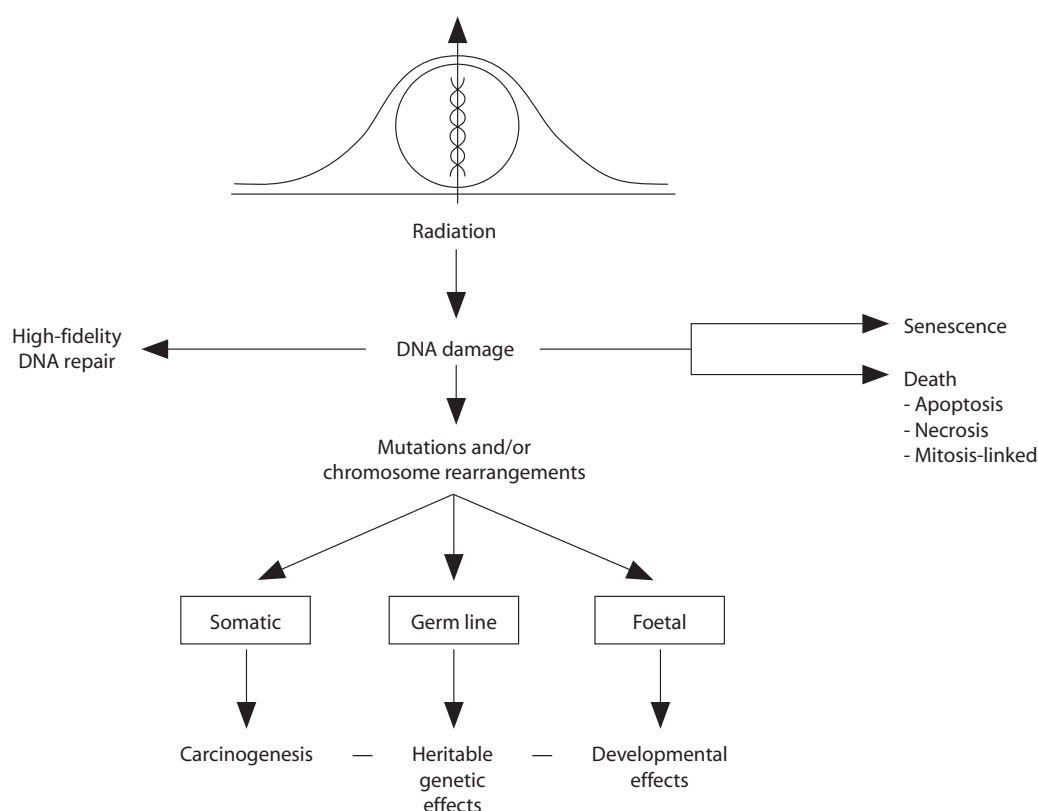 Radiation
High-fidelity
DNA repair
DNA damage
Senescence
Death
- Apoptosis
- Necrosis
- Mitosis-linked
Mutations and/or
chromosome rearrangements
Somatic
Germ line
Foetal
Carcinogenesis — Heritable — Developmental
genetic effects
effects